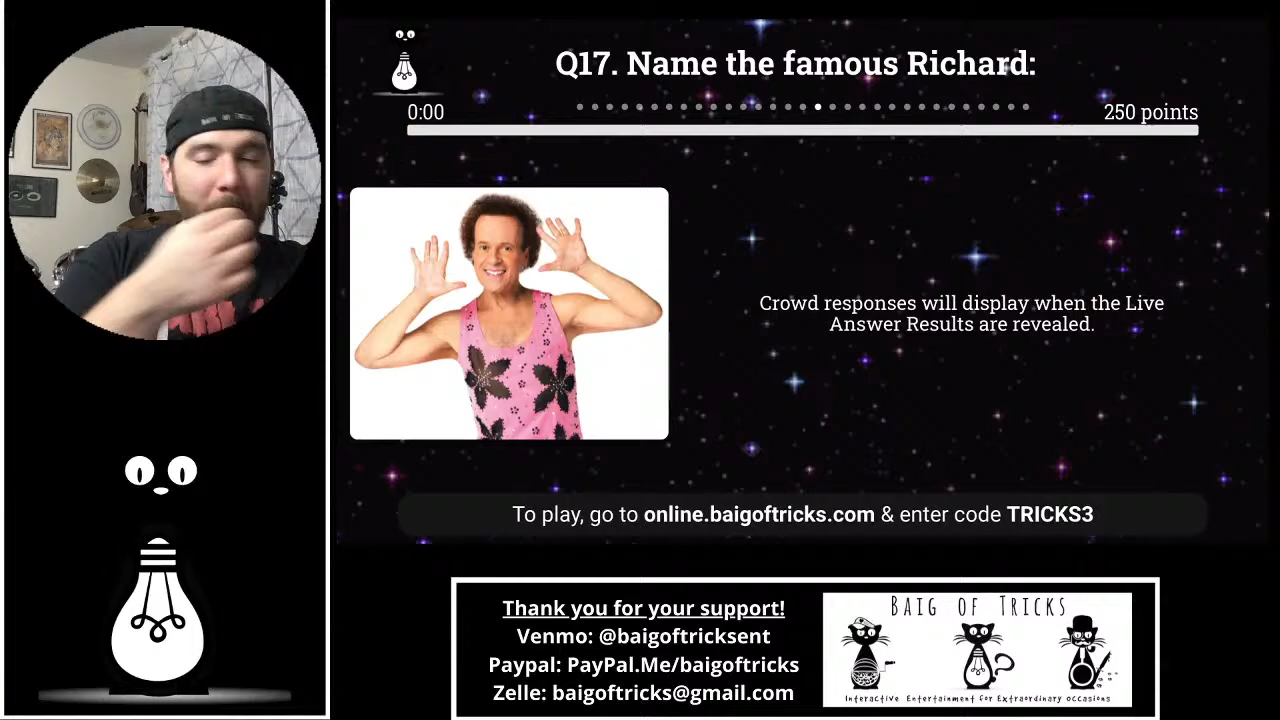 Q17. Name the famous Richard:
0:00
250 points
Crowd responses will display when the Live
Answer Results are revealed.
To play, go to online.baigoftricks.com & enter code TRICKS3
Thank you for your support!
Venmo: @baigoftricksent
Paypal: PayPal.Me/baigoftricks
Zelle: baigoftricks@gmail.com
BAIG OF TRICKS
Interactive Entertainment for Extraordinary Occasions